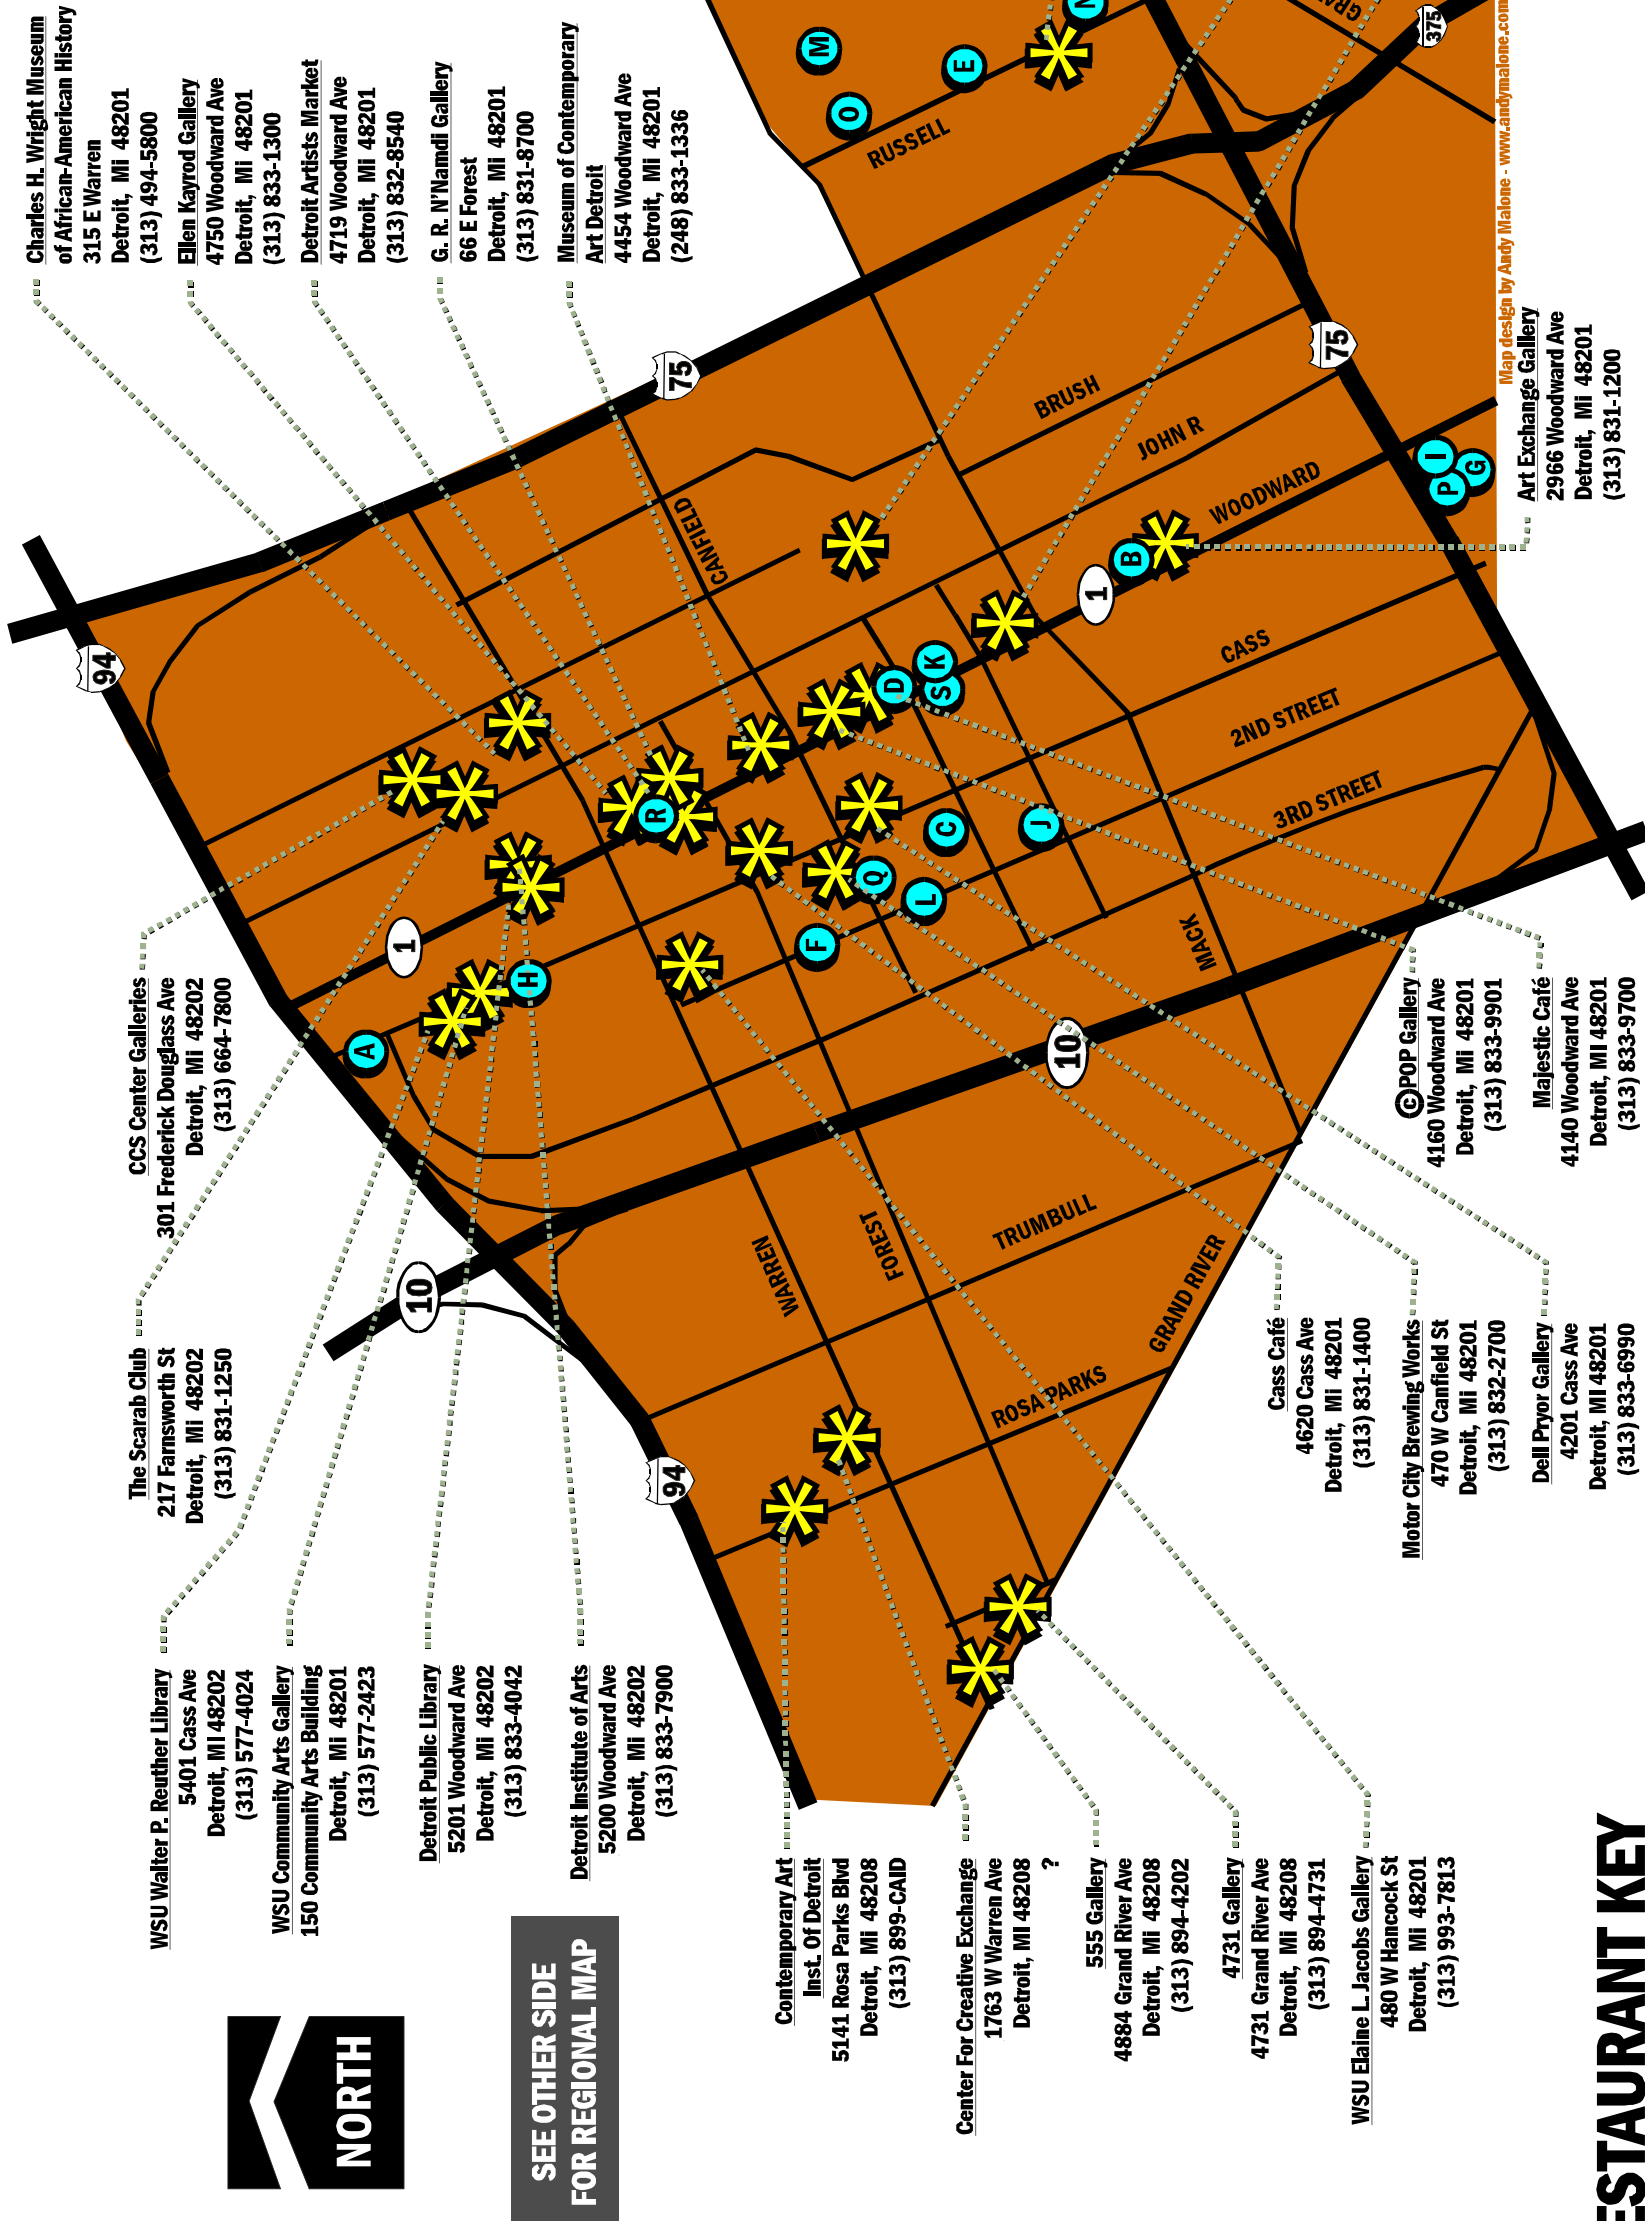 Charles H. Wright Museum
of African-American History
315 E Warren
Detroit, Mi 48201
(313) 494-5800
Ellen Kayrod Gallery
4750 Woodward Ave
Detroit, Mi 48201
(313) 833-1300
Detroit Artists Market
4719 Woodward Ave
Detroit, Mi 48201
(313) 832-8540
G. R. N'Namdi Gallery
66 E Forest
Detroit, Mi 48201
(313) 831-8700
Museum of Contemporary
Art Detroit
4454 Woodward Ave
Detroit, Mi 48201
(248) 833-1336
CCS Center Galleries
301 Frederick Douglass Ave
Detroit, Mi 48202
(313) 664-7800
The Scarab Club
217 Farnsworth St
Detroit, Mi 48202
(313) 831-1250
WSU Walter P. Reuther Library
5401 Cass Ave
Detroit, MI 48202
(313) 577-4024
WSU Community Arts Gallery
150 Community Arts Building
Detroit, Mi 48201
(313) 577-2423
Detroit Public Library
5201 Woodward Ave
Detroit, Mi 48202
(313) 833-4042
Detroit Institute of Arts
5200 Woodward Ave
Detroit, Mi 48202
(313) 833-7900
NORTH
SEE OTHER SIDE
FOR REGIONAL MAP
Contemporary Art
Inst. Of Detroit
5141 Rosa Parks Blvd
Detroit, Mi 48208
(313) 899-CAID
Center For Creative Exchange
1763 W Warren Ave
Detroit, MI 48208
?
555 Gallery
4884 Grand River Ave
Detroit, Mi 48208
(313) 894-4202
4731 Gallery
4731 Grand River Ave
Detroit, Mi 48208
(313) 894-4731
WSU Elaine L. Jacobs Gallery
480 W Hancock St
Detroit, Mi 48201
(313) 993-7813
Cass Café
4620 Cass Ave
Detroit, Mi 48201
(313) 831-1400
Motor City Brewing Works
470 W Canfield St
Detroit, Mi 48201
(313) 832-2700
Dell Pryor Gallery
4201 Cass Ave
Detroit, MI 48201
(313) 833-6990
©POP Gallery
4160 Woodward Ave
Detroit, Mi 48201
(313) 833-9901
Majestic Café
4140 Woodward Ave
Detroit, MI 48201
(313) 833-9700
Art Exchange Gallery
2966 Woodward Ave
Detroit, Mi 48201
(313) 831-1200
Map design by Andy Malone - www.andymalone.com
94
75
75
375
94
10
10
1
1
RUSSELL
BRUSH
JOHN R
WOODWARD
CASS
2ND STREET
3RD STREET
CANFIELD
MACK
WARREN
FOREST
TRUMBULL
GRAND RIVER
ROSA PARKS
A
B
C
D
E
F
G
H
I
J
K
L
M
N
O
P
Q
R
S